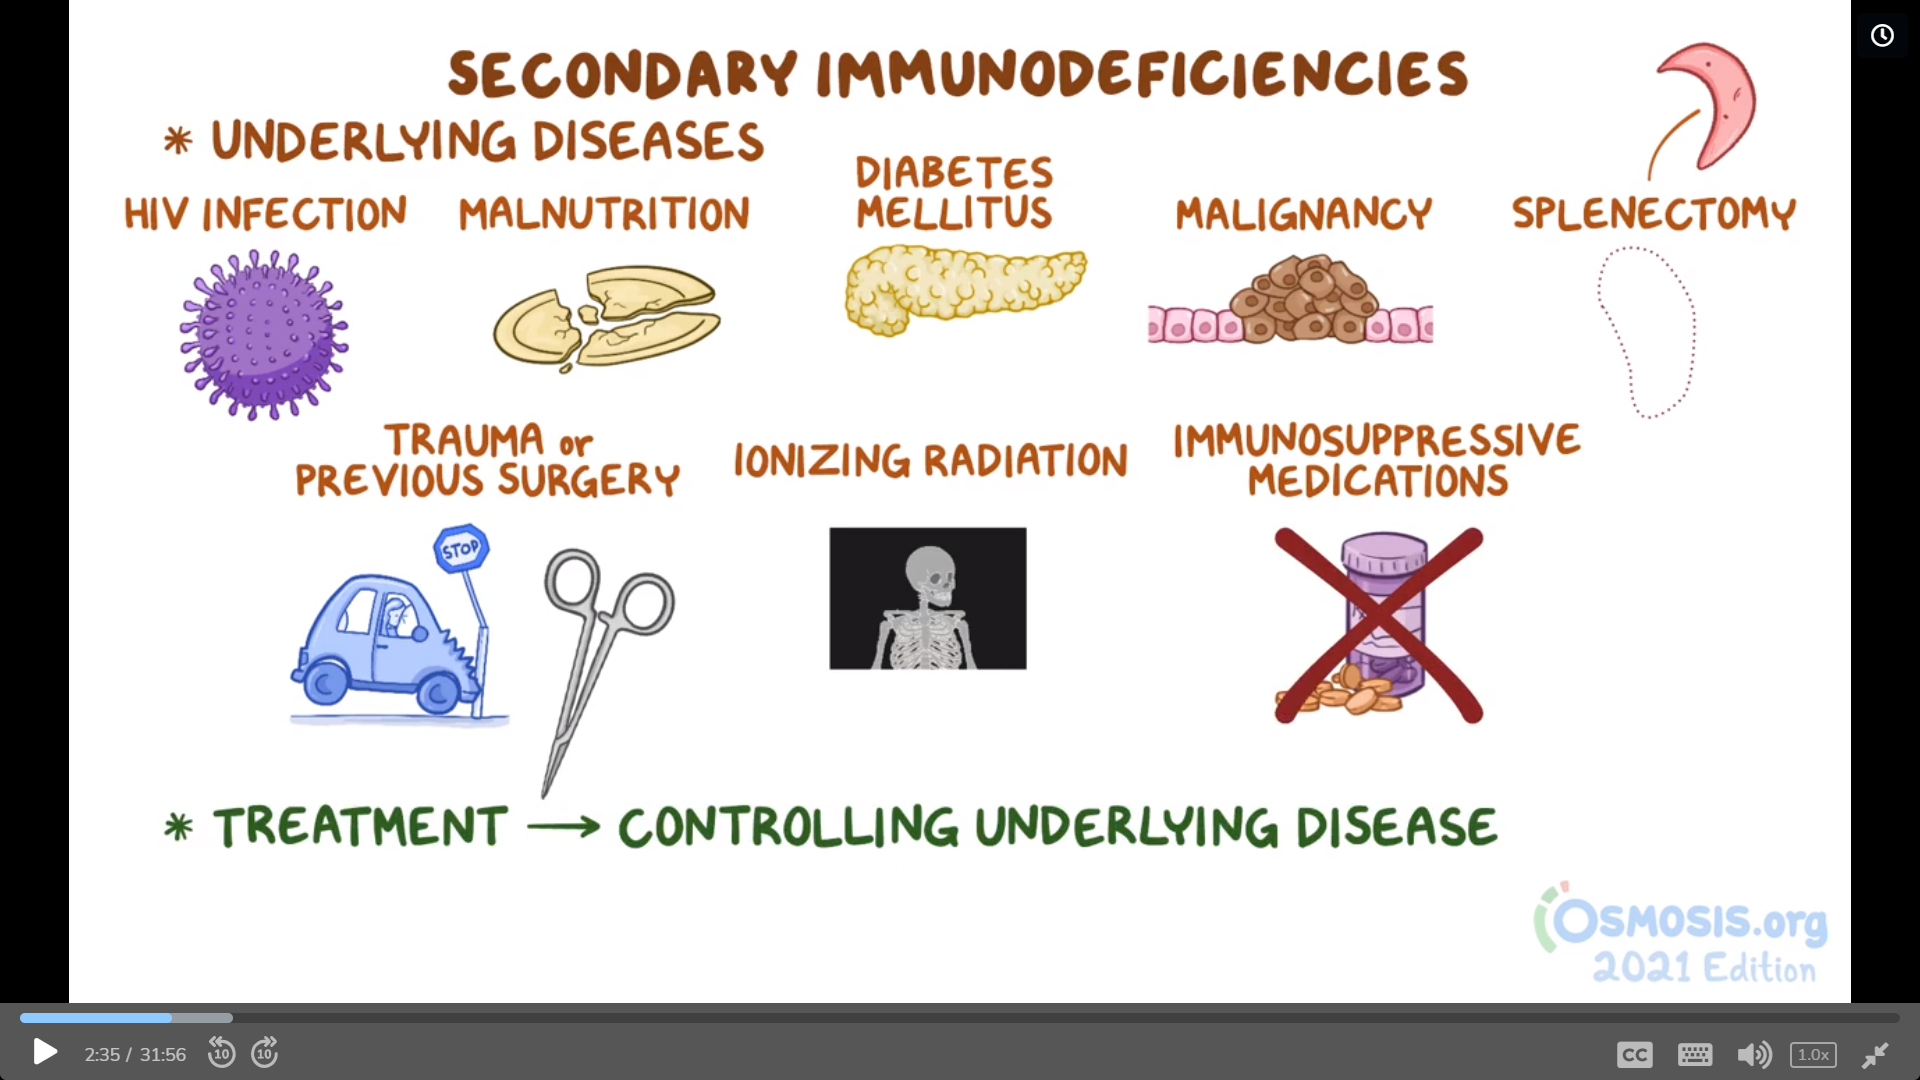 SECONDARY IMMUNODEFICIENCIES
* UNDERLYING DISEASES
HIV INFECTION
MALNUTRITION
DIABETES
MELLITUS
MALIGNANCY
SPLENECTOMY
TRAUMA or
PREVIOUS SURGERY
IONIZING RADIATION
IMMUNOSUPPRESSIVE
MEDICATIONS
STOP
* TREATMENT → CONTROLLING UNDERLYING DISEASE
OSMOSIS.org
2021 Edition
2:35 / 31:56
10
10
CC
1.0x